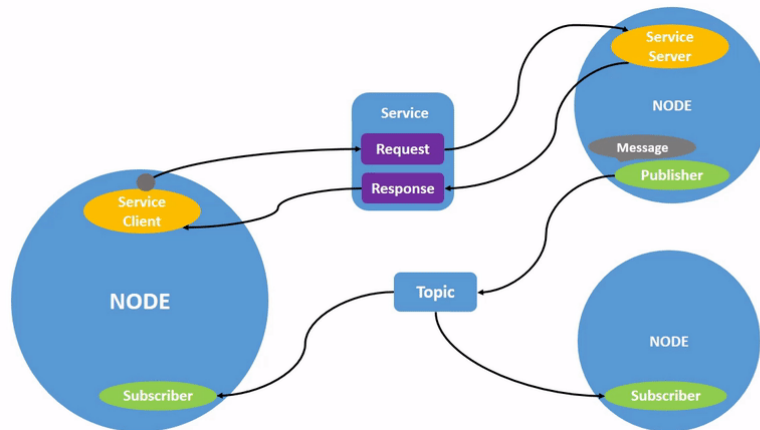 Service
Server
NODE
Message
Publisher
Service
Request
Response
Service
Client
NODE
Subscriber
Topic
NODE
Subscriber